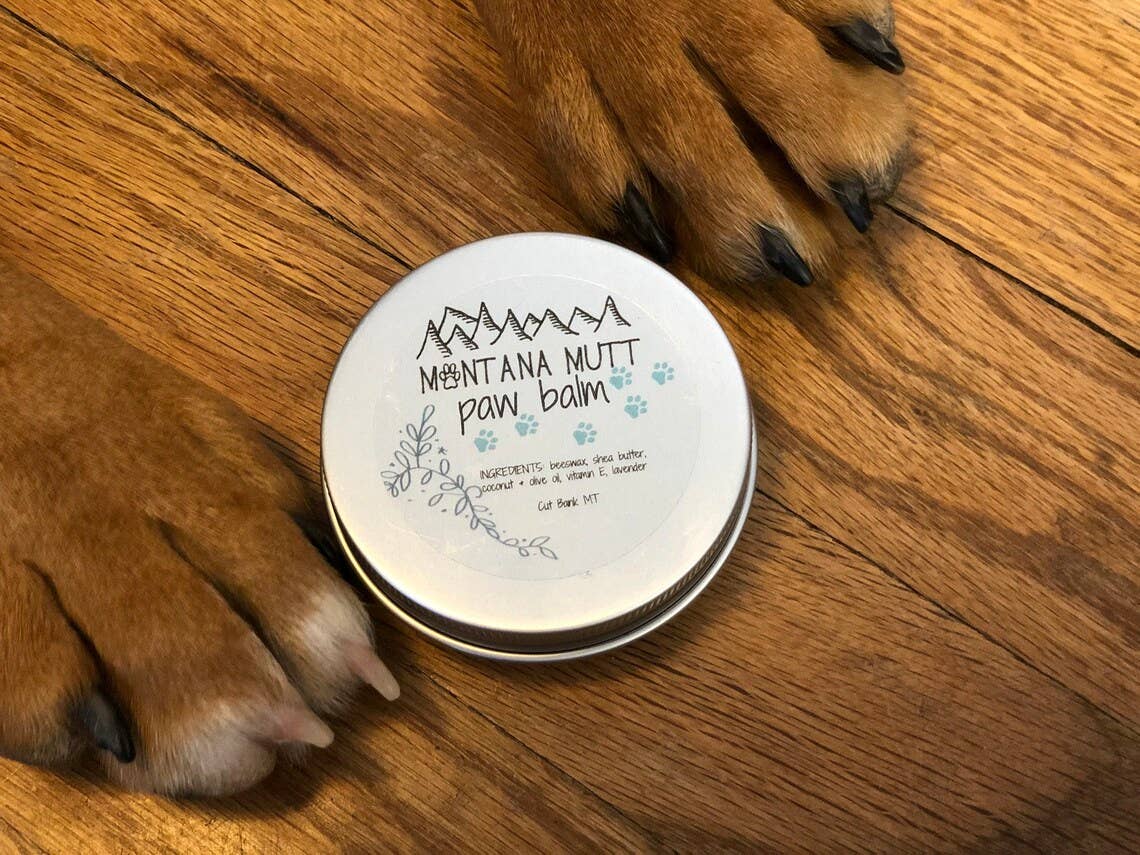 MONTANA MUTT
paw balm
INGREDIENTS: beeswax, shea butter,
coconut + olive oil, vitamin E, lavender
Cut Bank MT